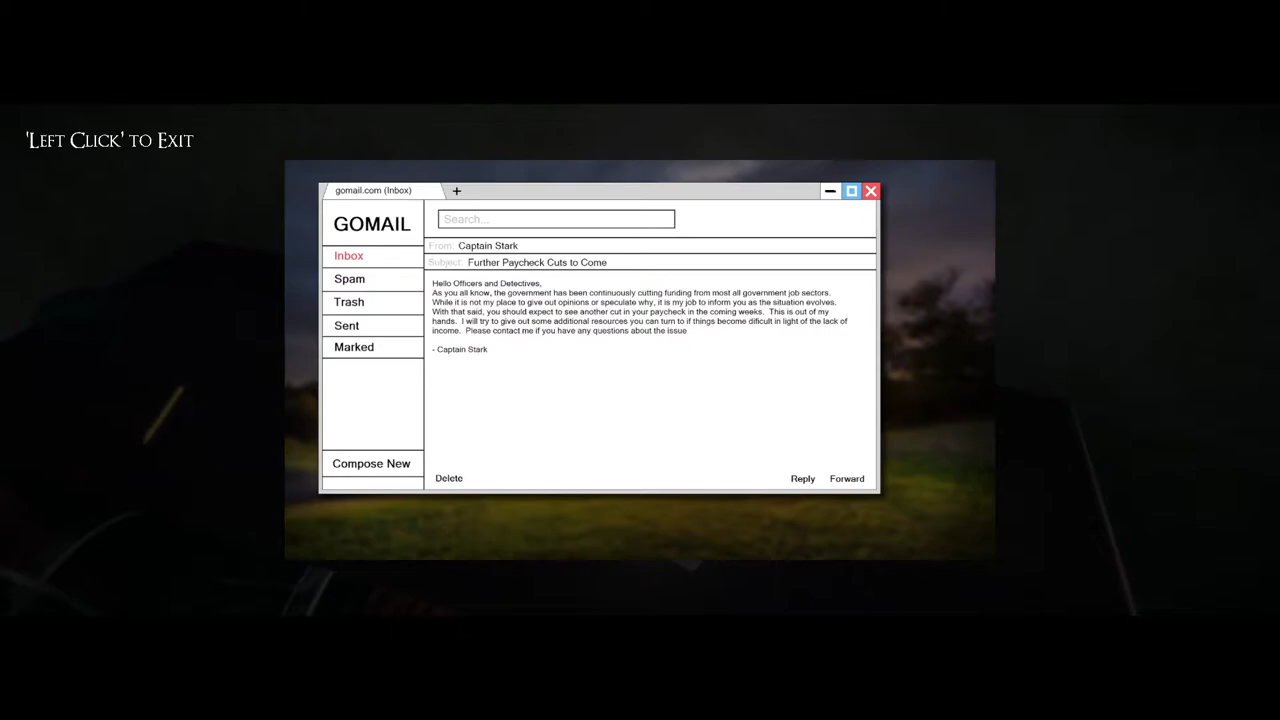 'Left Click' to Exit
gomail.com (Inbox)
+
GOMAIL
Search...
Inbox
From: Captain Stark
Subject: Further Paycheck Cuts to Come
Spam
Trash
Sent
Marked
Hello Officers and Detectives,
As you all know, the government has been continuously cutting funding from most all government job sectors.
While it is not my place to give out opinions or speculate why, it is my job to inform you as the situation evolves.
With that said, you should expect to see another cut in your paycheck in the coming weeks. This is out of my
hands. I will try to give out some additional resources you can turn to if things become dificult in light of the lack of
income. Please contact me if you have any questions about the issue
- Captain Stark
Compose New
Delete
Reply
Forward